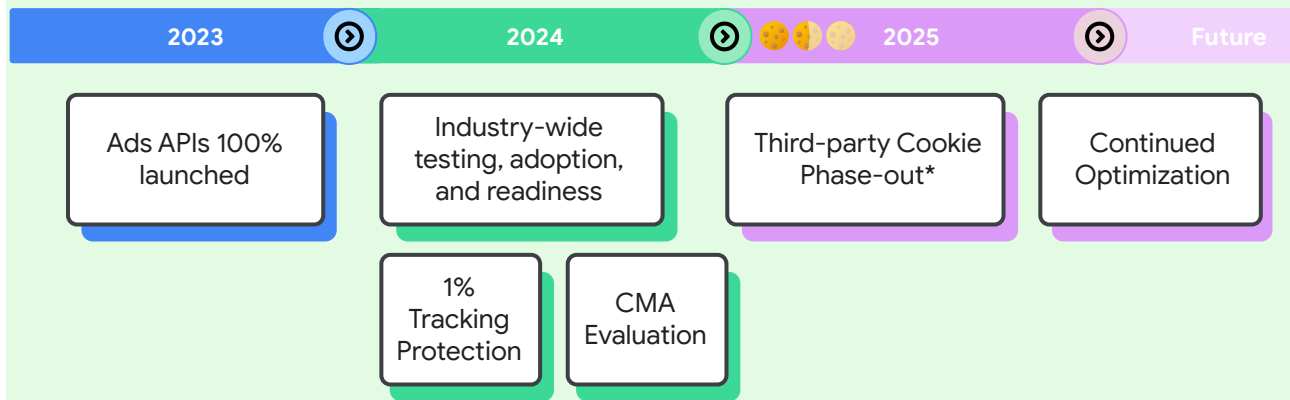 2023
2024
2025
Future
Ads APIs 100%
launched
Industry-wide
testing, adoption,
and readiness
Third-party Cookie
Phase-out*
Continued
Optimization
1%
Tracking
Protection
CMA
Evaluation